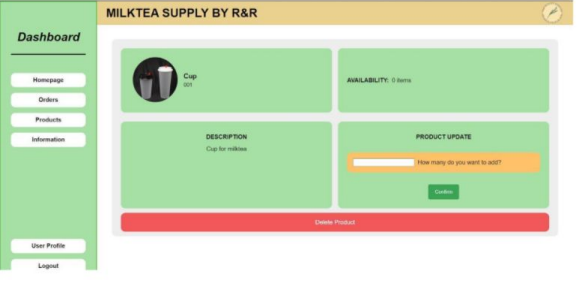 MILKTEA SUPPLY BY R&R
Dashboard
Homepage
Orders
Products
Information
User Profile
Logout
Cup
001
AVAILABILITY: 0 items
DESCRIPTION
Cup for milktea
PRODUCT UPDATE
How many do you want to add?
Confirm
Delete Product